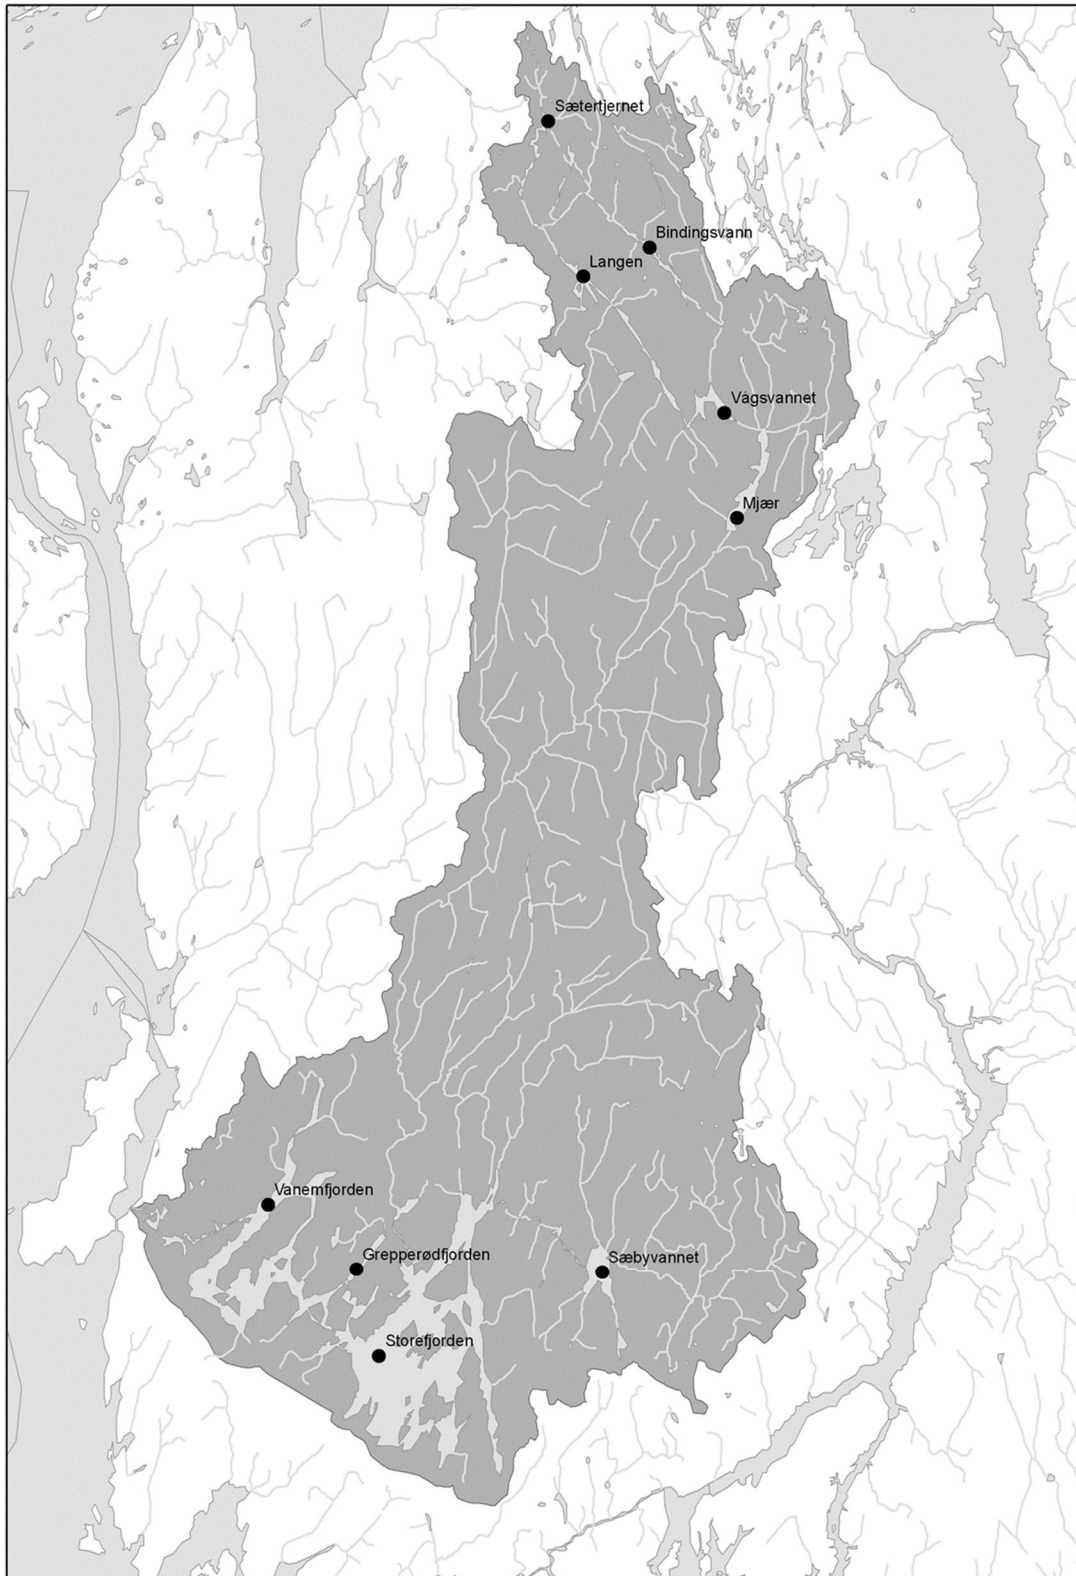 Sætertjernet
Bindingsvann
Langen
Vågsvannet
Mjær
Vanemfjorden
Grepperødfjorden
Sæbyvannet
Storefjorden